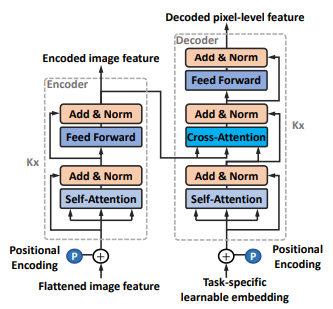 Decoded pixel-level feature
Decoder
Add & Norm
Feed Forward
Add & Norm
Cross-Attention
Kx
Add & Norm
Self-Attention
P
Positional
Encoding
Task-specific
learnable embedding
Encoded image feature
Encoder
Add & Norm
Feed Forward
Kx
Add & Norm
Self-Attention
Positional
Encoding
P
Flattened image feature